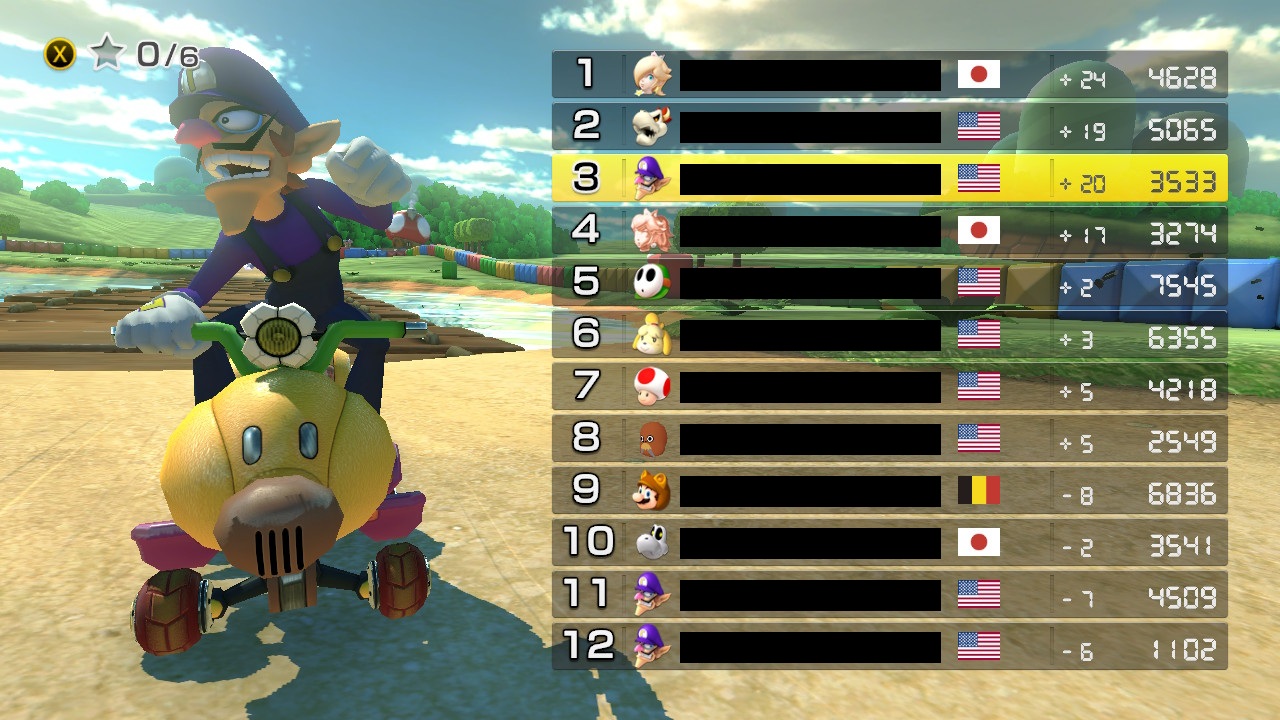 X 0/6
1 + 24 4628
2 + 19 5065
3 + 20 3533
4 + 17 3274
5 + 2 7545
6 + 3 6355
7 + 5 4218
8 + 5 2549
9 - 8 6836
10 - 2 3541
11 - 7 4509
12 - 6 1102